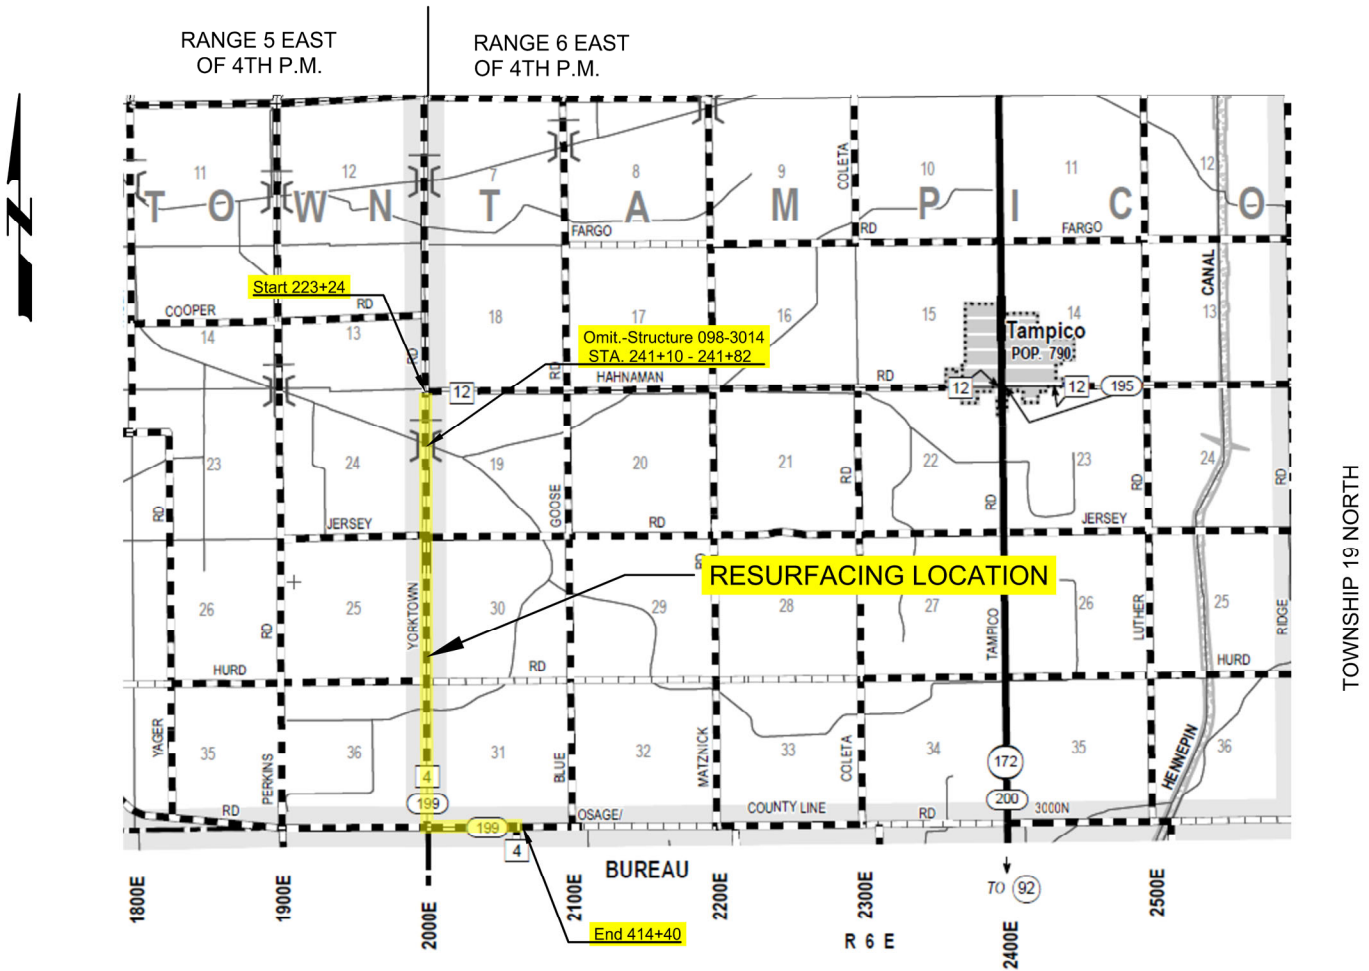 RANGE 5 EAST
OF 4TH P.M.
RANGE 6 EAST
OF 4TH P.M.
N
11
12
7
8
9
COLETA
10
11
12
T O W N T A M P I C O
FARGO
RD
FARGO
CANAL
Start 223+24
COOPER
RD
14
13
RD
18
17
16
15
14
13
Omit.-Structure 098-3014
STA. 241+10 - 241+82
Tampico
POP. 790
RD
HAHNAMAN
RD
12
12
12
195
23
24
19
20
21
22
23
24
RD
GOOSE
RD
RD
RD
RD
JERSEY
RD
JERSEY
RD
RESURFACING LOCATION
TOWNSHIP 19 NORTH
26
25
30
29
28
27
26
25
RD
YORKTOWN
TAMPICO
LUTHER
RIDGE
HURD
RD
HURD
YAGER
35
PERKINS
36
31
BLUE
32
MATZNICK
33
COLETA
34
35
HENNEPIN
36
4
199
172
200
RD
OSAGE/
COUNTY LINE
RD
3000N
199
4
BUREAU
TO 92
1800E
1900E
2000E
2100E
2200E
2300E
2400E
2500E
End 414+40
R 6 E